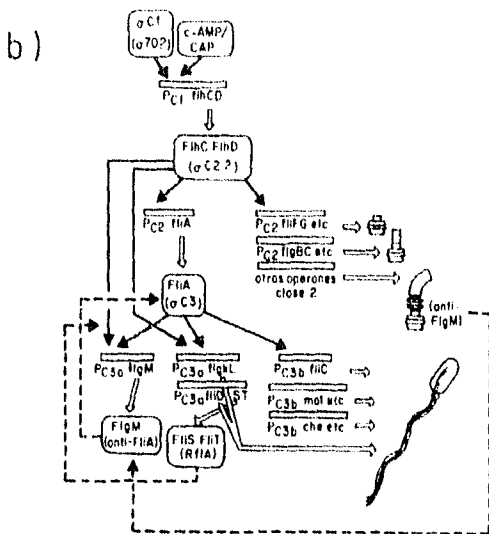 b)
σC1
(σ70?)
c-AMP/
CAP
PC1 flhCD
FlhC FlhD
(σC2?)
PC2 fliA
PC2 fliFG etc
PC2 flgBC etc
otros operones
clase 2
FliA
(σC3)
(anti-
FlgM)
PC3a flgM
PC3a flgKL
PC3b fliC
PC3a fliD ST
PC3b mot etc
PC3b che etc
FlgM
(anti-FliA)
FliS FliT
(RflA)